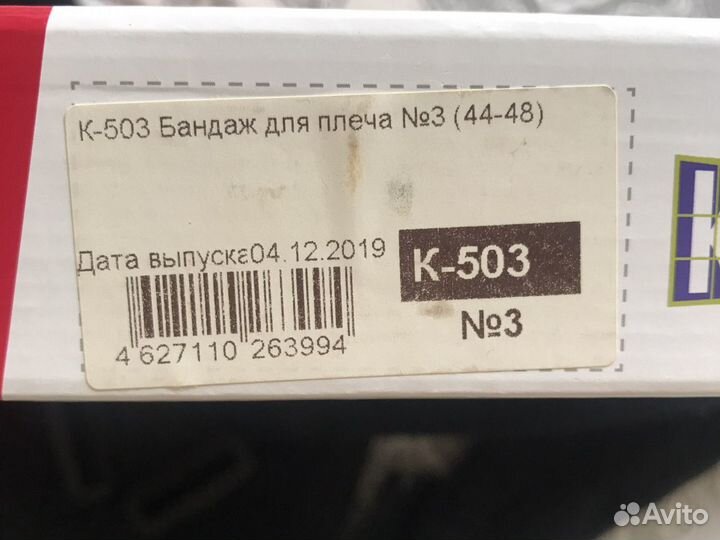 К-503 Бандаж для плеча №3 (44-48)
Дата выпуска04.12.2019
К-503
№3
4 627110 263994
Avito